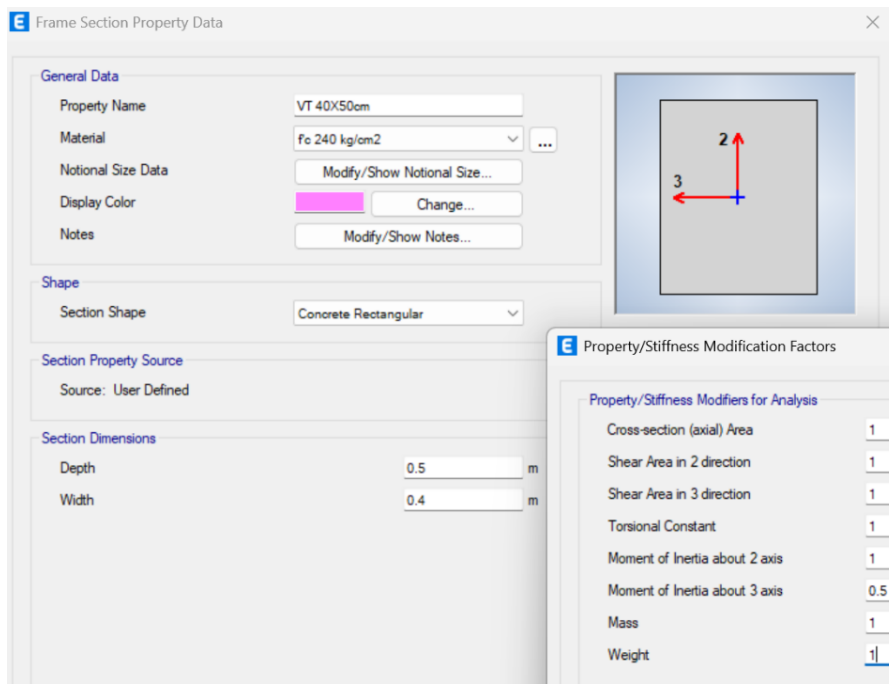 E Frame Section Property Data
General Data
Property Name VT 40X50cm
Material f'c 240 kg/cm2 ...
Notional Size Data Modify/Show Notional Size...
Display Color Change...
Notes Modify/Show Notes...
2
3
Shape
Section Shape Concrete Rectangular
Section Property Source
Source: User Defined
Section Dimensions
Depth 0.5 m
Width 0.4 m
E Property/Stiffness Modification Factors
Property/Stiffness Modifiers for Analysis
Cross-section (axial) Area 1
Shear Area in 2 direction 1
Shear Area in 3 direction 1
Torsional Constant 1
Moment of Inertia about 2 axis 1
Moment of Inertia about 3 axis 0.5
Mass 1
Weight 1